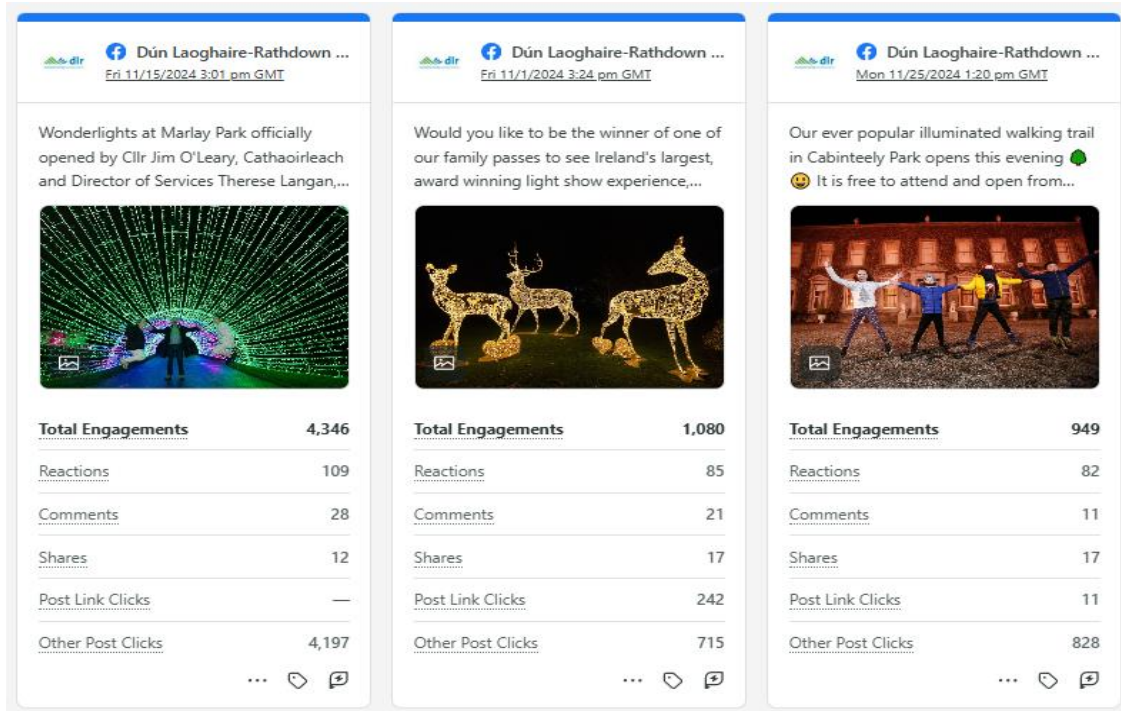 dlr
Dún Laoghaire-Rathdown ...
Fri 11/15/2024 3:01 pm GMT
Wonderlights at Marlay Park officially
opened by Cllr Jim O'Leary, Cathaoirleach
and Director of Services Therese Langan,...
Total Engagements 4,346
Reactions 109
Comments 28
Shares 12
Post Link Clicks —
Other Post Clicks 4,197
dlr
Dún Laoghaire-Rathdown ...
Fri 11/1/2024 3:24 pm GMT
Would you like to be the winner of one of
our family passes to see Ireland's largest,
award winning light show experience,...
Total Engagements 1,080
Reactions 85
Comments 21
Shares 17
Post Link Clicks 242
Other Post Clicks 715
dlr
Dún Laoghaire-Rathdown ...
Mon 11/25/2024 1:20 pm GMT
Our ever popular illuminated walking trail
in Cabinteely Park opens this evening 🌳
😃 It is free to attend and open from...
Total Engagements 949
Reactions 82
Comments 11
Shares 17
Post Link Clicks 11
Other Post Clicks 828